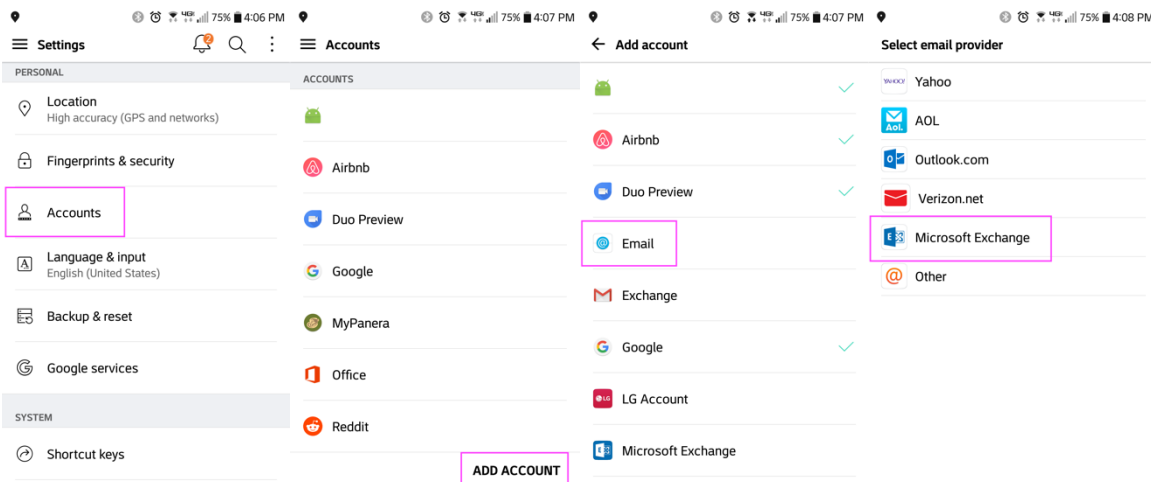 75% 4:06 PM
Settings
2
PERSONAL
Location
High accuracy (GPS and networks)
Fingerprints & security
Accounts
Language & input
English (United States)
Backup & reset
Google services
SYSTEM
Shortcut keys
75% 4:07 PM
Accounts
ACCOUNTS
Airbnb
Duo Preview
Google
MyPanera
Office
Reddit
ADD ACCOUNT
75% 4:07 PM
Add account
Airbnb
Duo Preview
Email
Exchange
Google
LG Account
Microsoft Exchange
75% 4:08 PM
Select email provider
Yahoo
AOL
Outlook.com
Verizon.net
Microsoft Exchange
Other